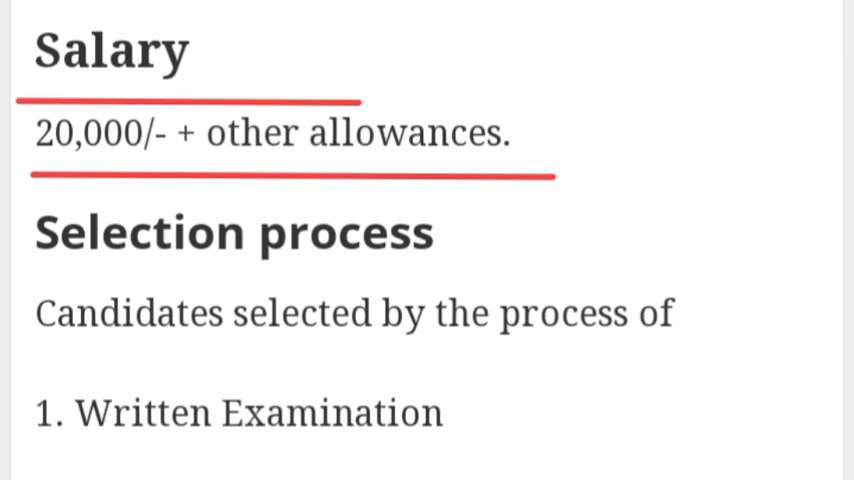 Salary
20,000/- + other allowances.
Selection process
Candidates selected by the process of
1. Written Examination